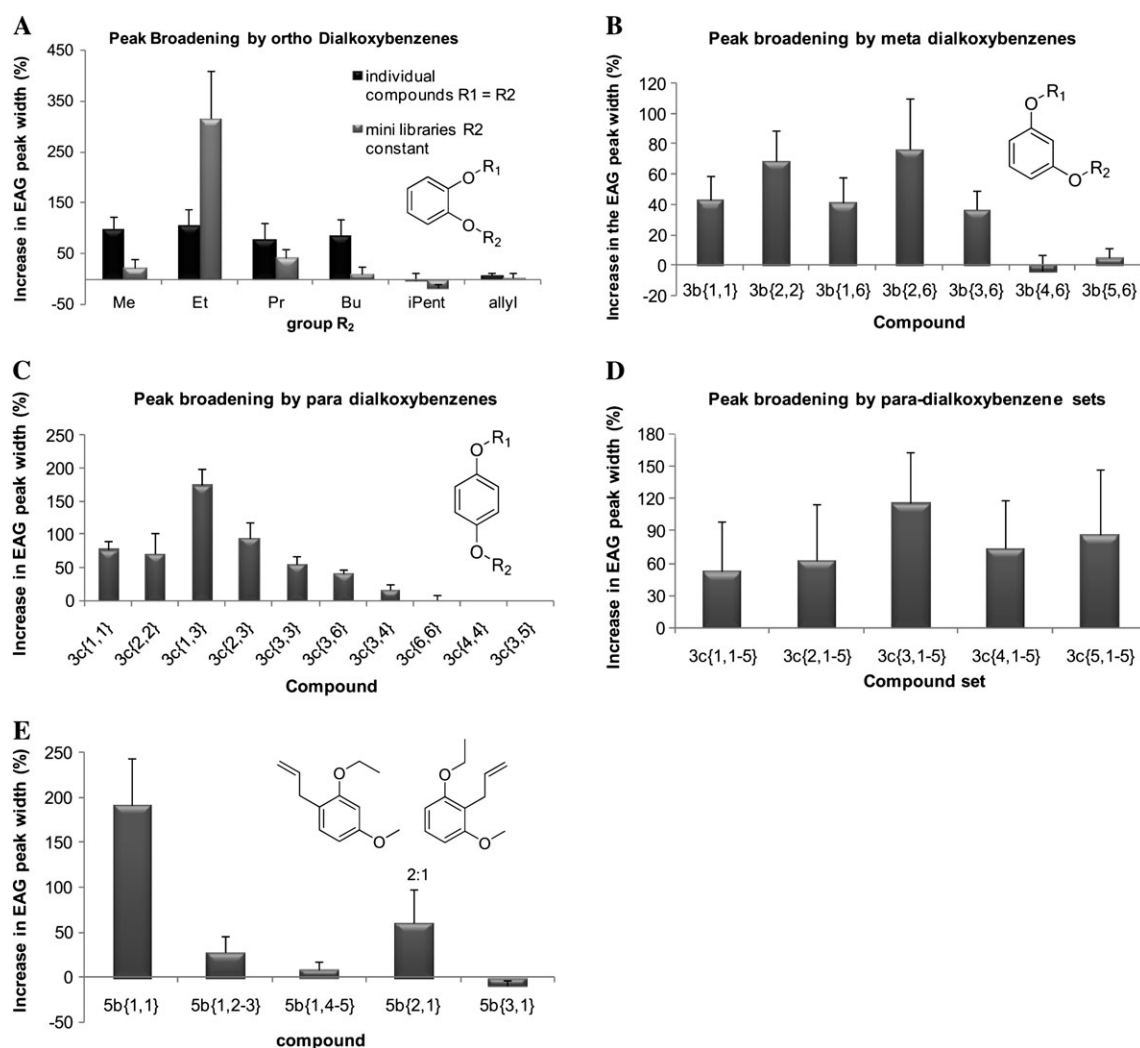 A
Peak Broadening by ortho Dialkoxybenzenes
Increase in EAG peak width (%)
450
350
250
150
50
-50
individual
compounds R1 = R2
mini libraries R2
constant
O R1
O R2
Me Et Pr Bu iPent allyl
group R2
B
Peak broadening by meta dialkoxybenzenes
Increase in the EAG peak width (%)
120
100
80
60
40
20
0
-20
O R1
O R2
3b{1,1} 3b{2,2} 3b{1,6} 3b{2,6} 3b{3,6} 3b{4,6} 3b{5,6}
Compound
C
Peak broadening by para dialkoxybenzenes
Increase in EAG peak width (%)
250
200
150
100
50
0
O R1
O R2
3c{1,1} 3c{2,2} 3c{1,3} 3c{2,3} 3c{3,3} 3c{3,6} 3c{3,4} 3c{6,6} 3c{4,4} 3c{3,5}
Compound
D
Peak broadening by para-dialkoxybenzene sets
Increase in EAG peak width (%)
180
150
120
90
60
30
0
3c{1,1-5} 3c{2,1-5} 3c{3,1-5} 3c{4,1-5} 3c{5,1-5}
Compound set
E
Increase in EAG peak width (%)
250
200
150
100
50
0
-50
O
O
O
O
2:1
5b{1,1} 5b{1,2-3} 5b{1,4-5} 5b{2,1} 5b{3,1}
compound